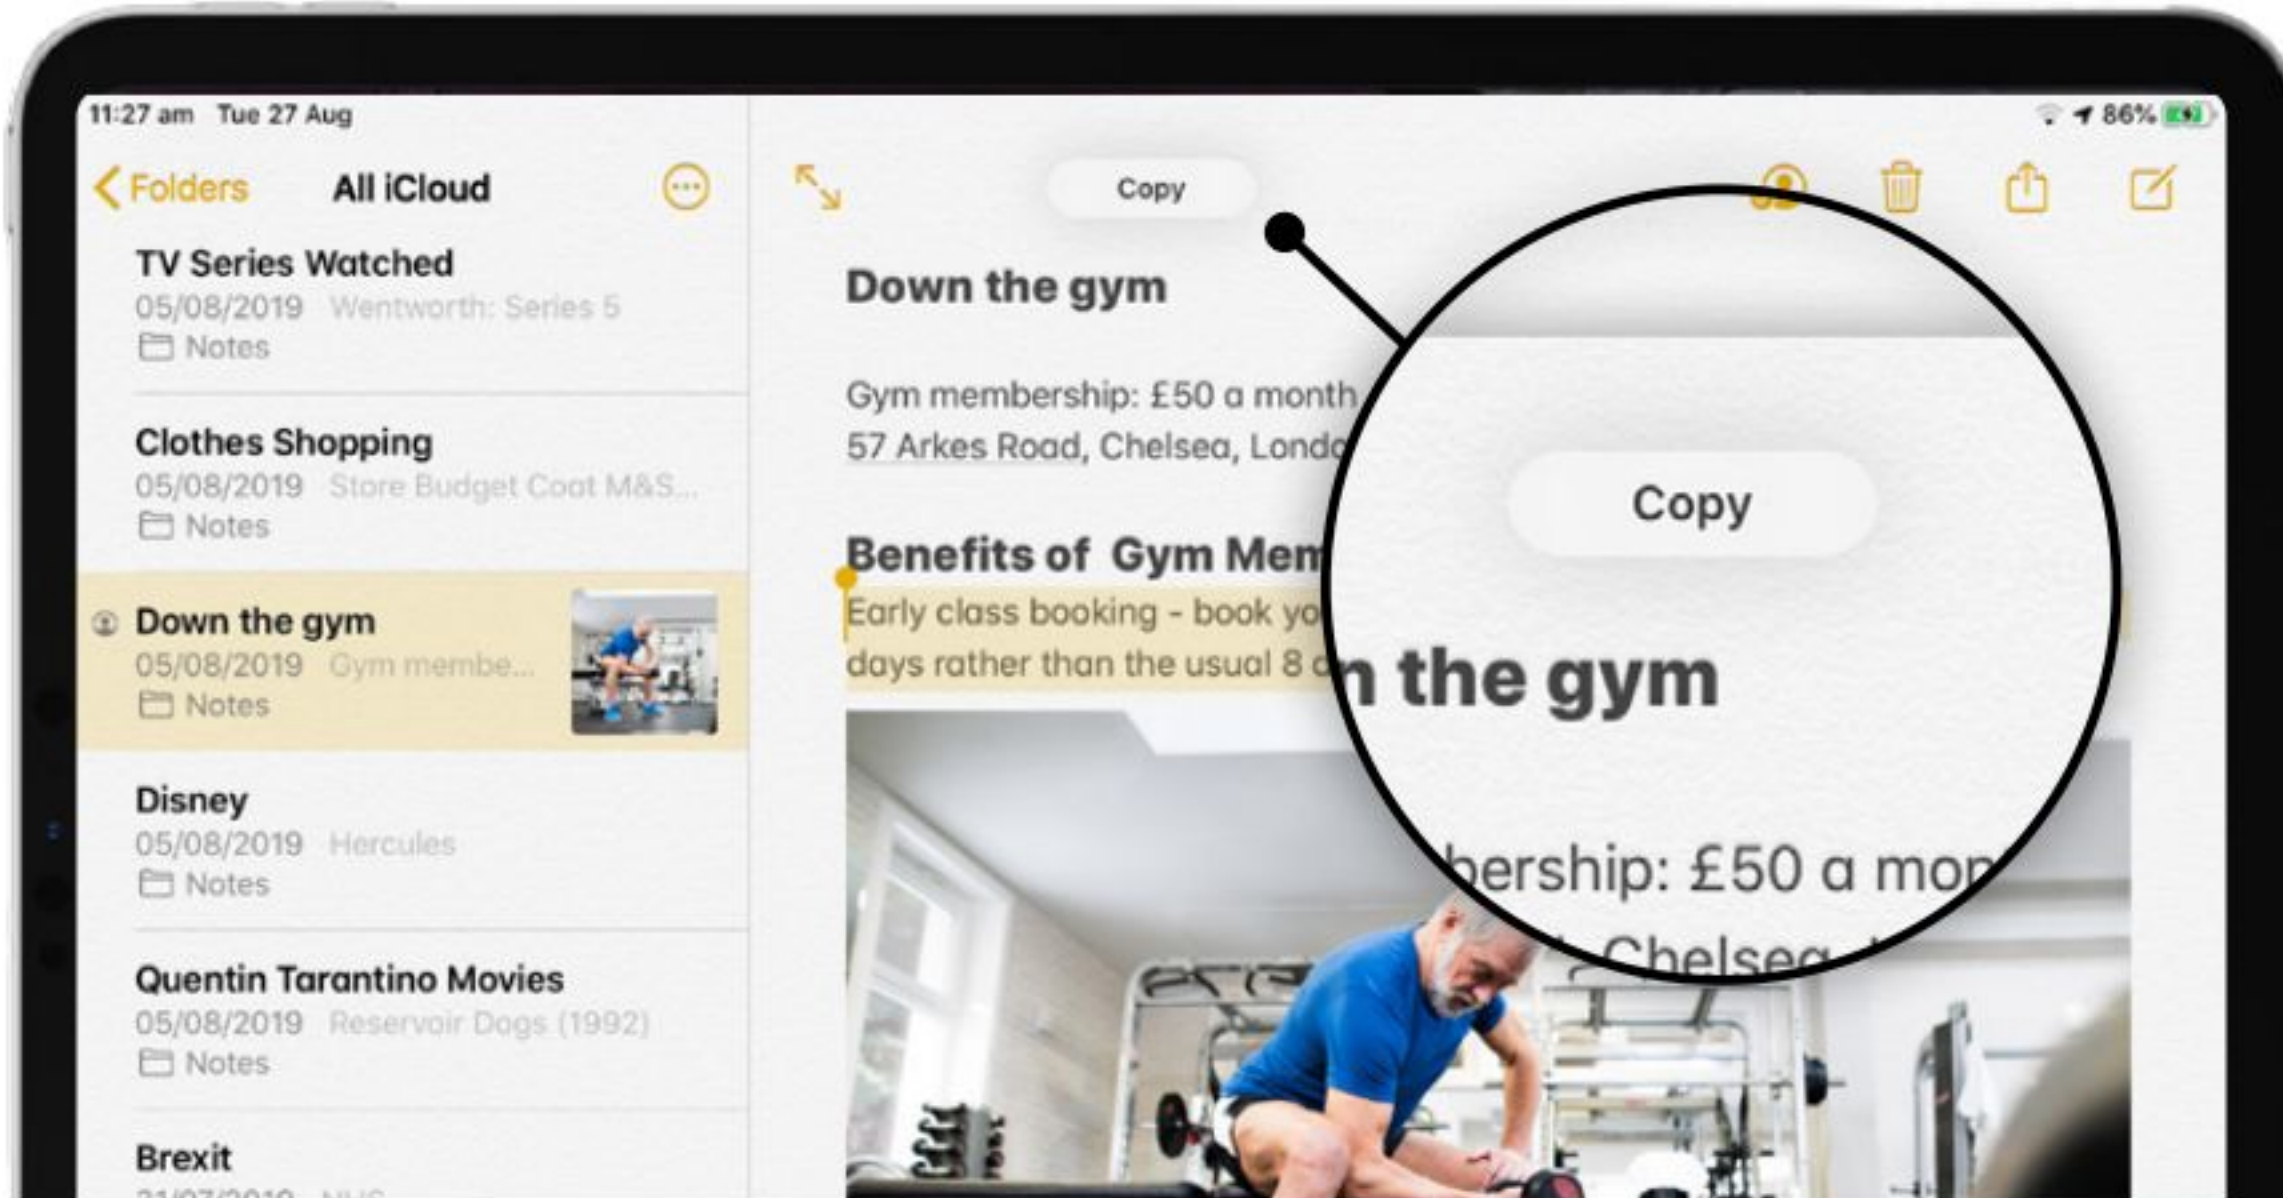 11:27 am Tue 27 Aug
86%
Folders
All iCloud
TV Series Watched
05/08/2019 Wentworth: Series 5
Notes
Clothes Shopping
05/08/2019 Store Budget Coat M&S...
Notes
Down the gym
05/08/2019 Gym membe...
Notes
Disney
05/08/2019 Hercules
Notes
Quentin Tarantino Movies
05/08/2019 Reservoir Dogs (1992)
Notes
Brexit
Copy
Down the gym
Gym membership: £50 a month
57 Arkes Road, Chelsea, Londo
Benefits of Gym Mem
Early class booking - book yo
days rather than the usual 8 d
Copy
n the gym
bership: £50 a mon
Chelsea